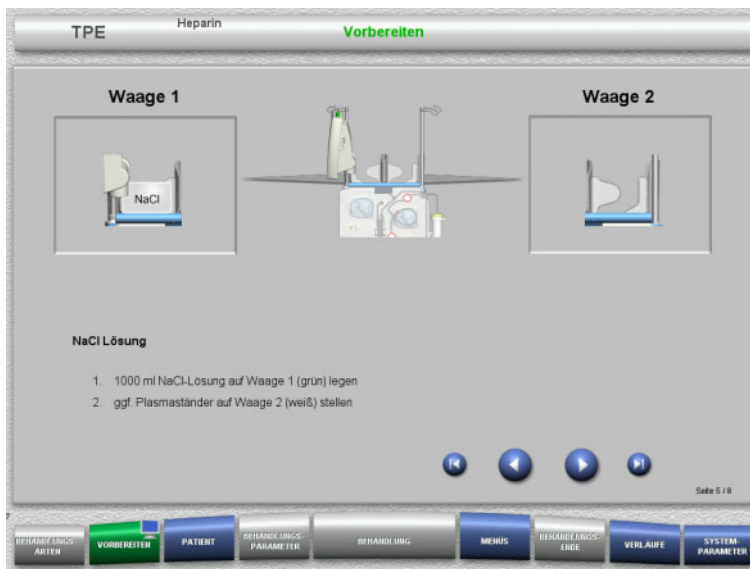 TPE
Heparin
Vorbereiten
Waage 1
Waage 2
NaCl
NaCl Lösung
1. 1000 ml NaCl-Lösung auf Waage 1 (grün) legen
2. ggf. Plasmaständer auf Waage 2 (weiß) stellen
Seite 5 / 8
BEHANDLUNGS-
ARTEN
VORBEREITEN
PATIENT
BEHANDLUNGS-
PARAMETER
BEHANDLUNG
MENÜS
BEHANDLUNGS-
ENDE
VERLÄUFE
SYSTEM-
PARAMETER